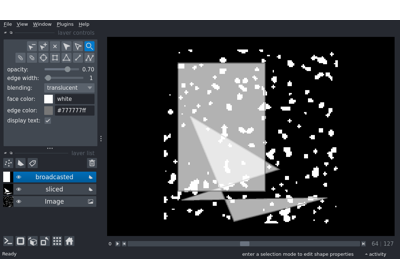 File View Window Plugins Help
layer controls
opacity: 0.70
edge width: 1
blending: translucent
face color: white
edge color: #777777ff
display text:
layer list
broadcasted
sliced
Image
0 64 / 127
Ready enter a selection mode to edit shape properties activity